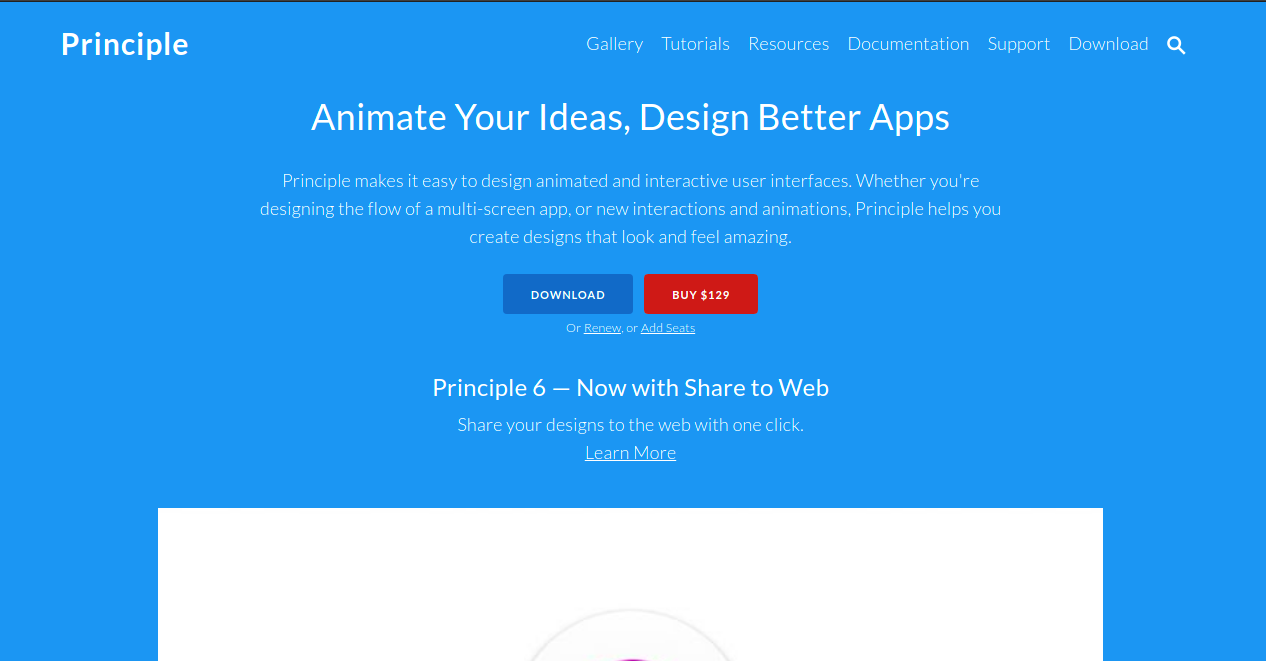 Principle
Gallery Tutorials Resources Documentation Support Download
Animate Your Ideas, Design Better Apps
Principle makes it easy to design animated and interactive user interfaces. Whether you're
designing the flow of a multi-screen app, or new interactions and animations, Principle helps you
create designs that look and feel amazing.
DOWNLOAD BUY $129
Or Renew, or Add Seats
Principle 6 — Now with Share to Web
Share your designs to the web with one click.
Learn More